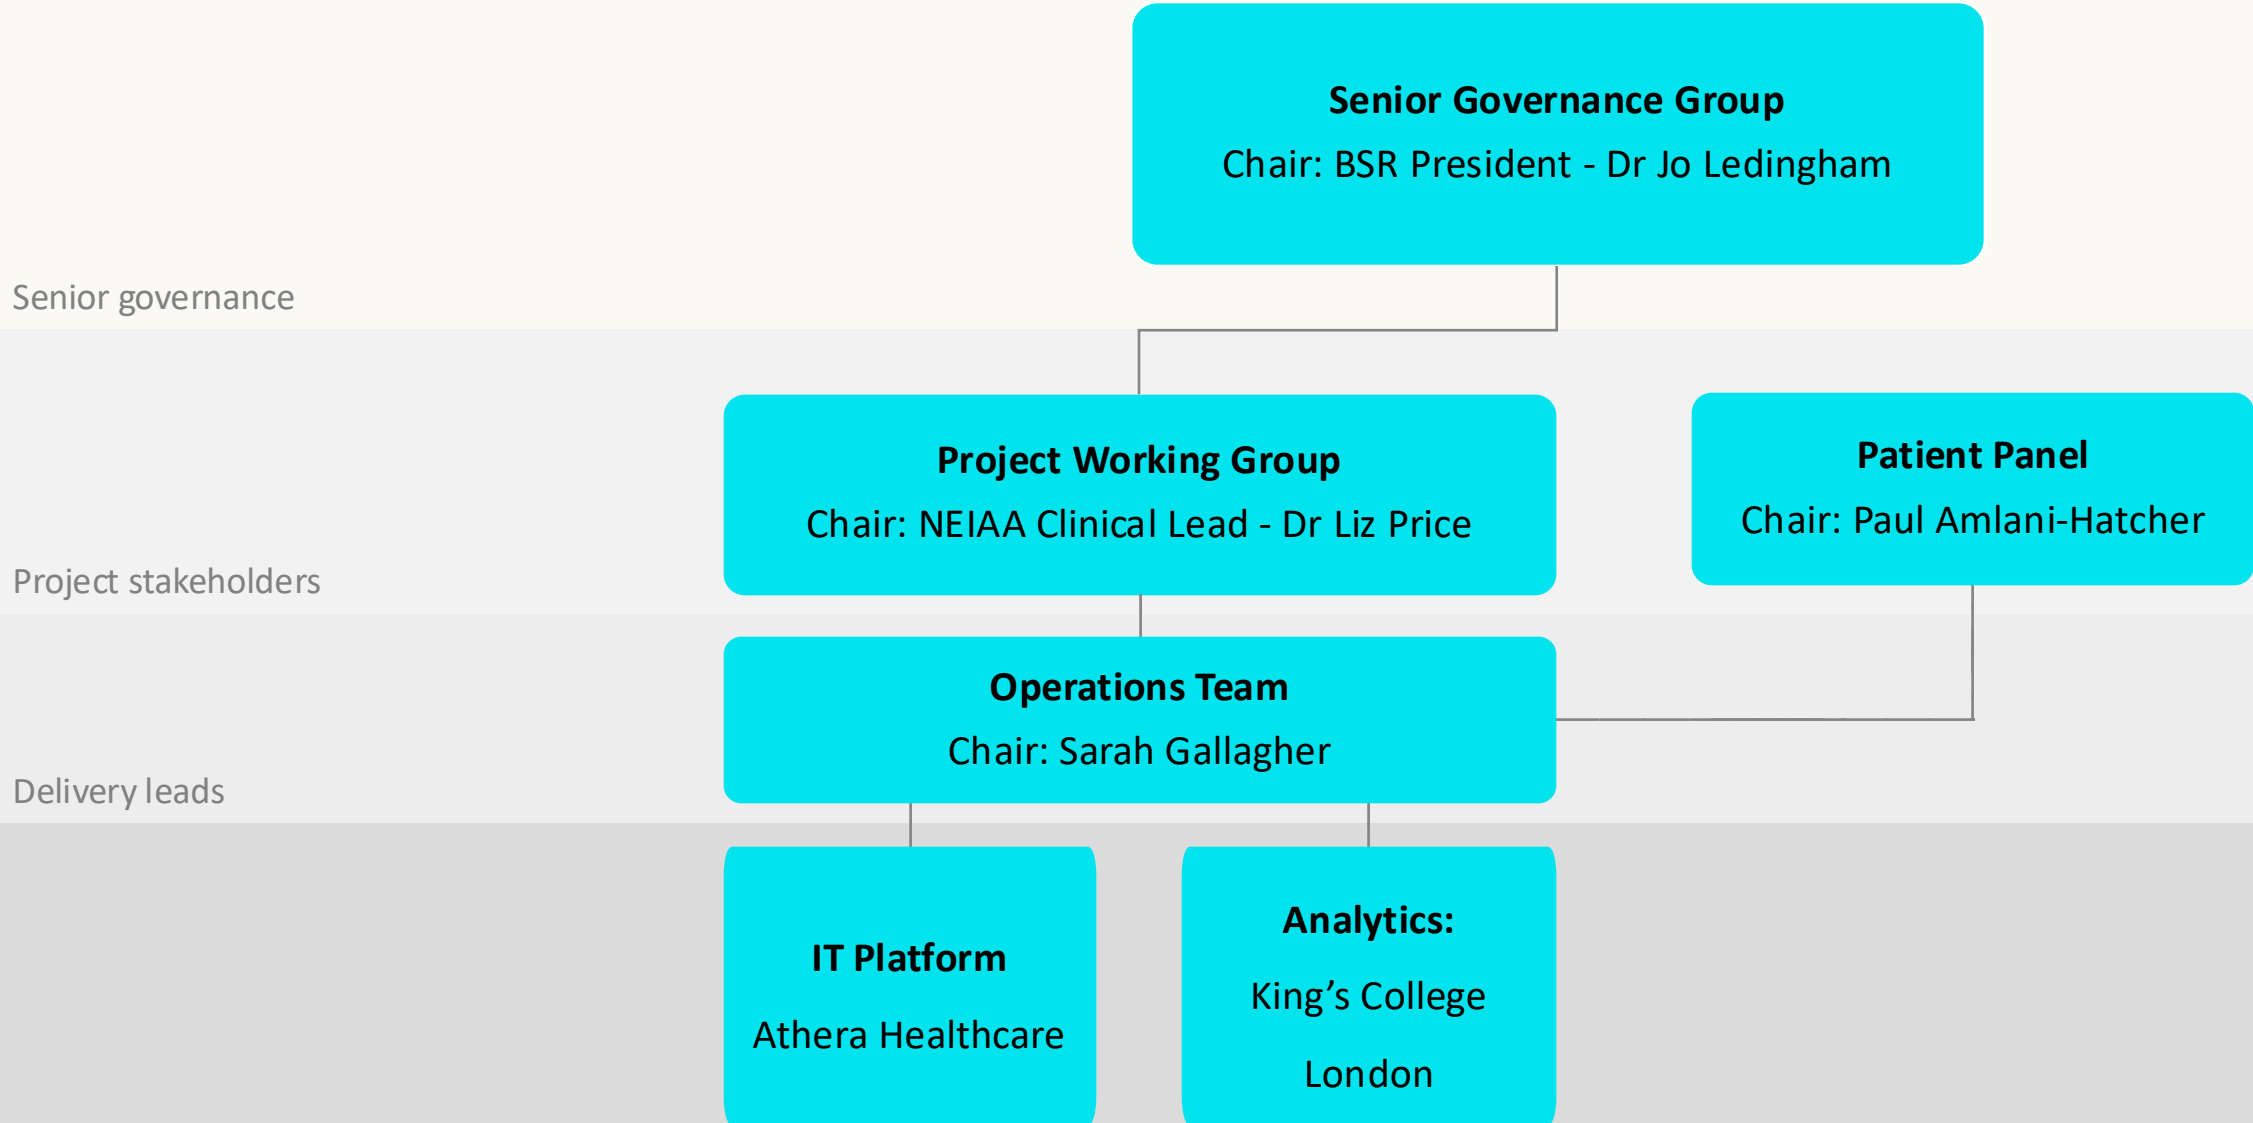 Senior Governance Group
Chair: BSR President - Dr Jo Ledingham
Senior governance
Project Working Group
Chair: NEIAA Clinical Lead - Dr Liz Price
Patient Panel
Chair: Paul Amlani-Hatcher
Project stakeholders
Operations Team
Chair: Sarah Gallagher
Delivery leads
IT Platform
Athera Healthcare
Analytics:
King’s College
London